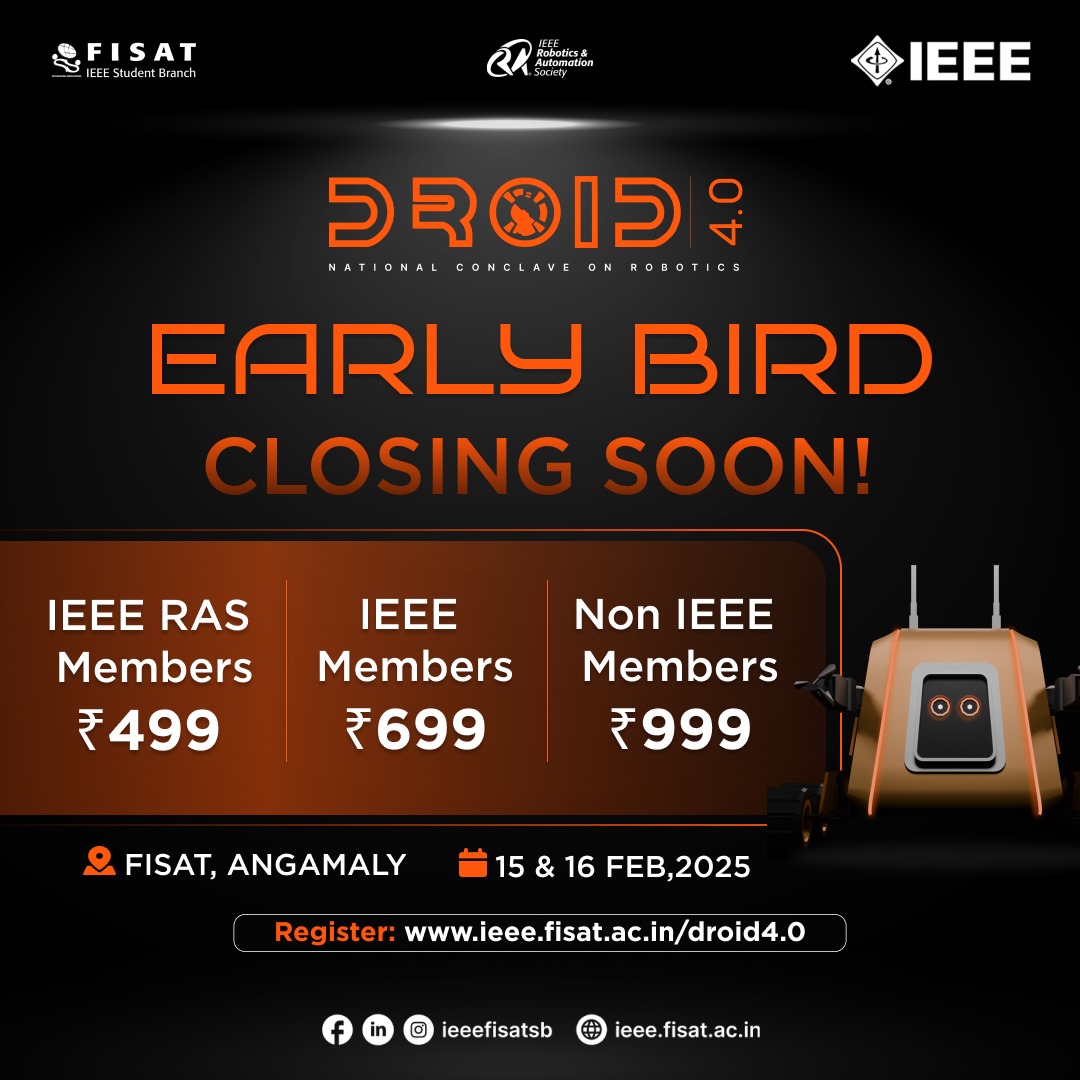 FISAT
IEEE Student Branch
IEEE
Robotics &
Automation
Society
IEEE
DROID 4.0
NATIONAL CONCLAVE ON ROBOTICS
EARLY BIRD
CLOSING SOON!
IEEE RAS
Members
₹499
IEEE
Members
₹699
Non IEEE
Members
₹999
FISAT, ANGAMALY
15 & 16 FEB,2025
Register: www.ieee.fisat.ac.in/droid4.0
ieeefisatsb
ieee.fisat.ac.in